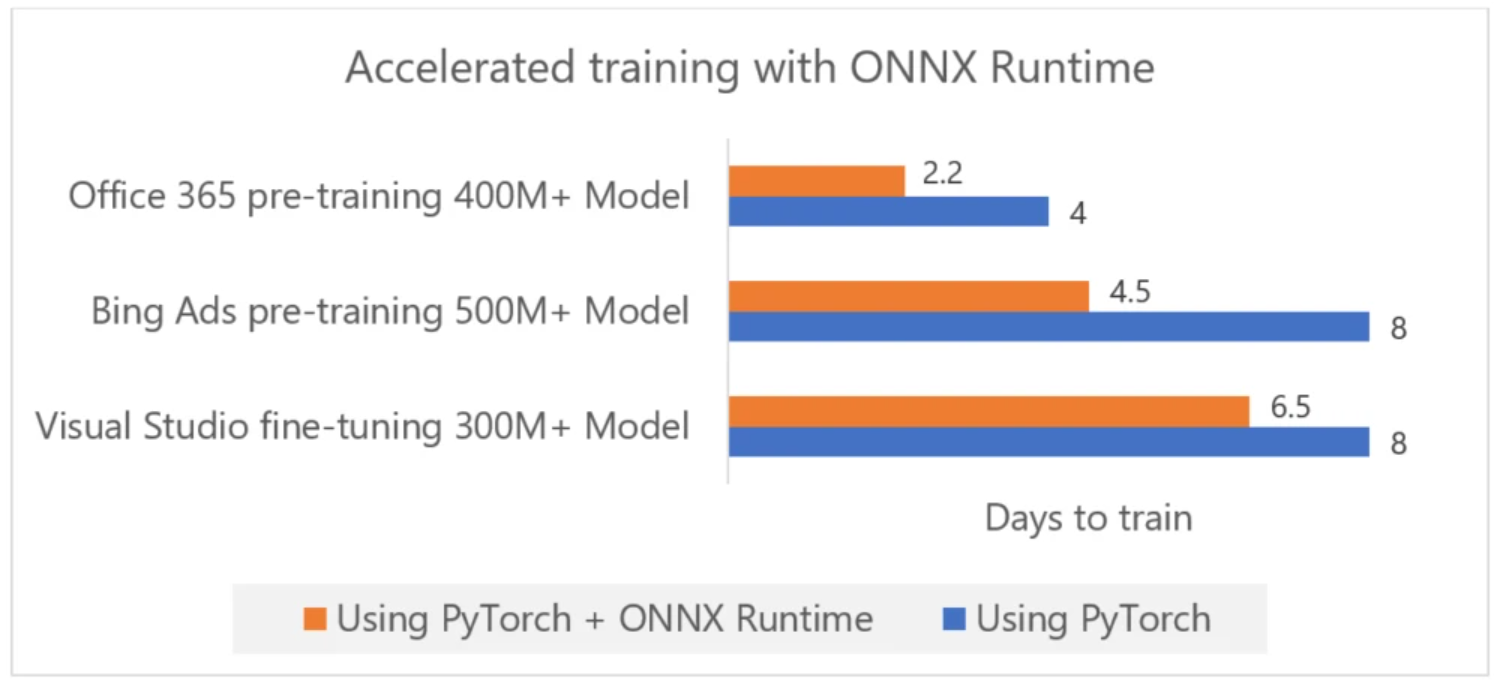 Accelerated training with ONNX Runtime
Office 365 pre-training 400M+ Model
2.2
4
Bing Ads pre-training 500M+ Model
4.5
8
Visual Studio fine-tuning 300M+ Model
6.5
8
Days to train
Using PyTorch + ONNX Runtime
Using PyTorch